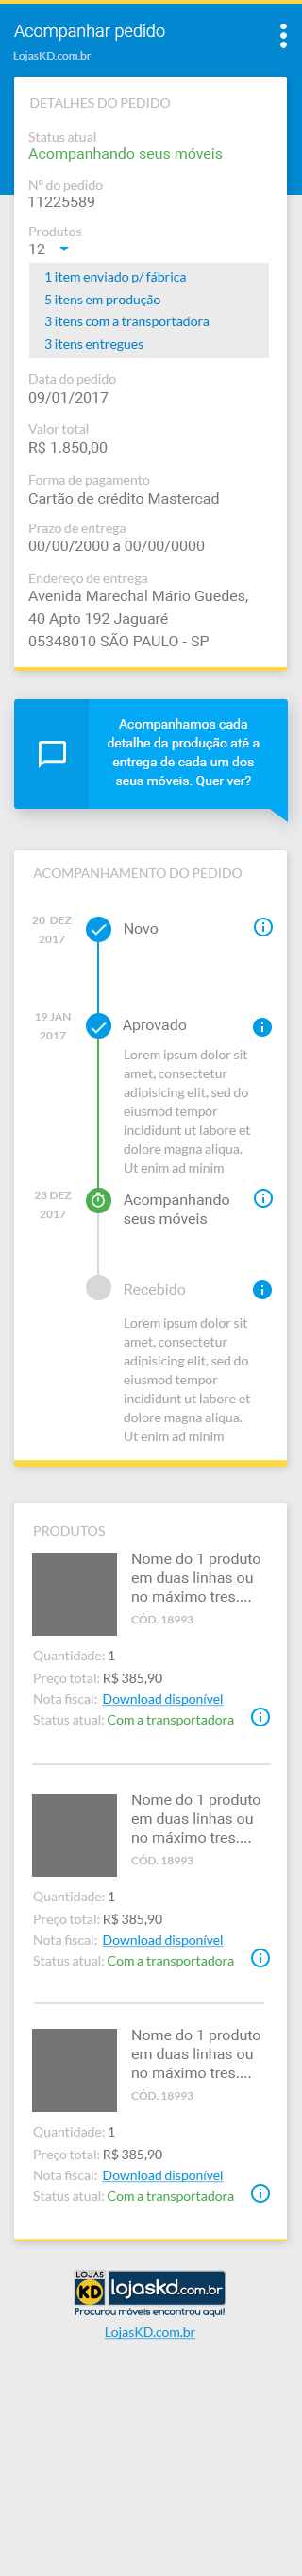 Acompanhar pedido
LojasKD.com.br
DETALHES DO PEDIDO
Status atual
Acompanhando seus móveis
Nº do pedido
11225589
Produtos
12
1 item enviado p/ fábrica
5 itens em produção
3 itens com a transportadora
3 itens entregues
Data do pedido
09/01/2017
Valor total
R$ 1.850,00
Forma de pagamento
Cartão de crédito Mastercad
Prazo de entrega
00/00/2000 a 00/00/0000
Endereço de entrega
Avenida Marechal Mário Guedes,
40 Apto 192 Jaguaré
05348010 SÃO PAULO - SP
Acompanhamos cada
detalhe da produção até a
entrega de cada um dos
seus móveis. Quer ver?
ACOMPANHAMENTO DO PEDIDO
20 DEZ
2017
Novo
19 JAN
2017
Aprovado
Lorem ipsum dolor sit
amet, consectetur
adipisicing elit, sed do
eiusmod tempor
incididunt ut labore et
dolore magna aliqua.
Ut enim ad minim
23 DEZ
2017
Acompanhando
seus móveis
Recebido
Lorem ipsum dolor sit
amet, consectetur
adipisicing elit, sed do
eiusmod tempor
incididunt ut labore et
dolore magna aliqua.
Ut enim ad minim
PRODUTOS
Nome do 1 produto
em duas linhas ou
no máximo tres....
CÓD. 18993
Quantidade: 1
Preço total: R$ 385,90
Nota fiscal: Download disponível
Status atual: Com a transportadora
Nome do 1 produto
em duas linhas ou
no máximo tres....
CÓD. 18993
Quantidade: 1
Preço total: R$ 385,90
Nota fiscal: Download disponível
Status atual: Com a transportadora
Nome do 1 produto
em duas linhas ou
no máximo tres....
CÓD. 18993
Quantidade: 1
Preço total: R$ 385,90
Nota fiscal: Download disponível
Status atual: Com a transportadora
LOJAS
KD lojaskd.com.br
Procurou móveis encontrou aqui!
LojasKD.com.br